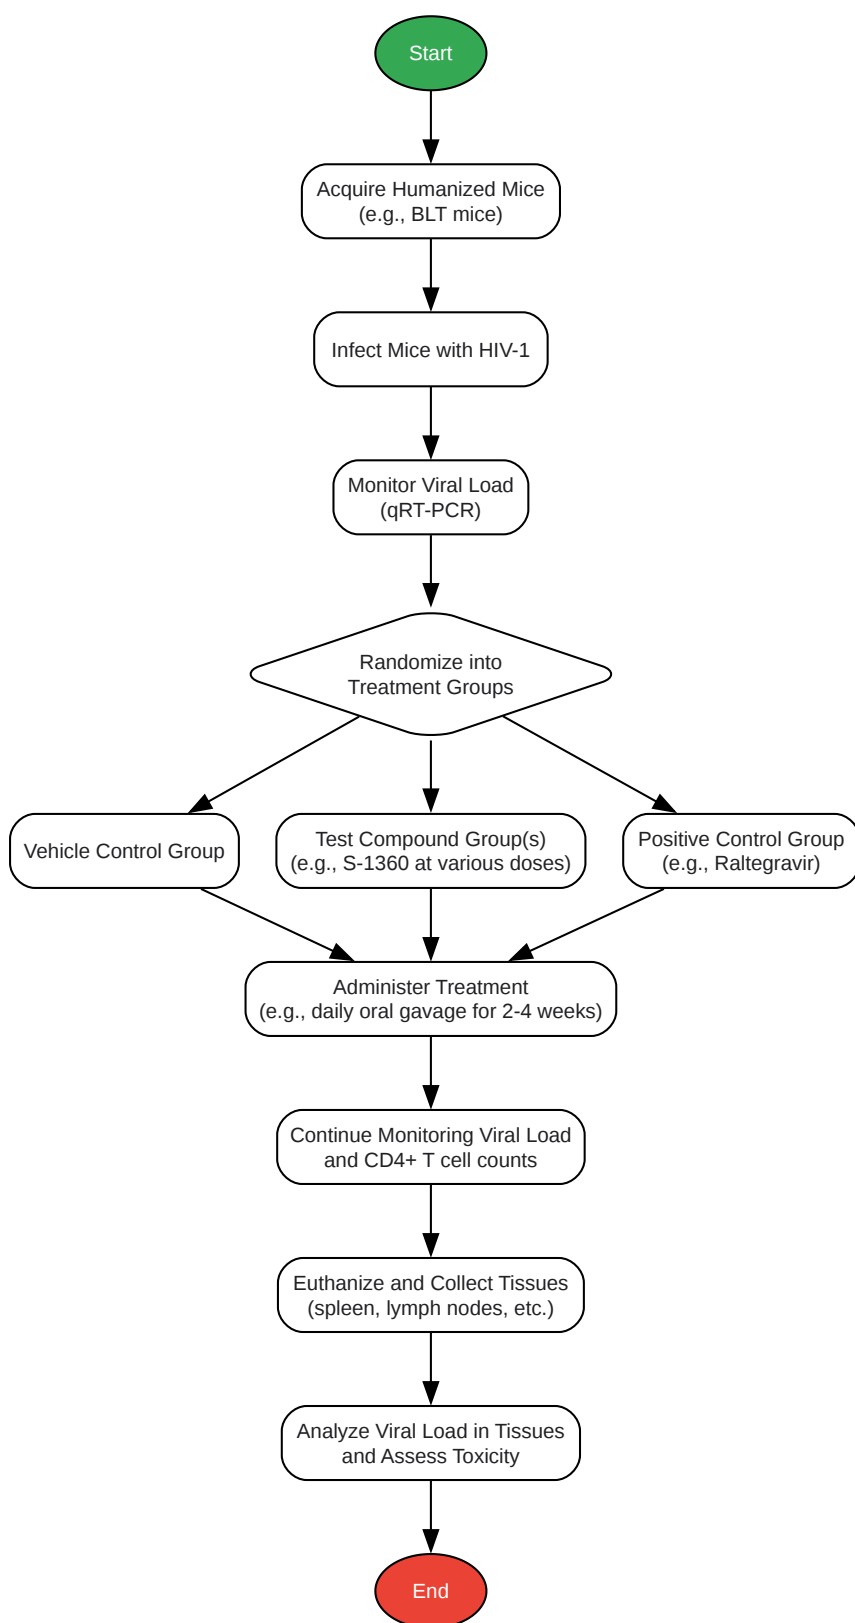 Start
Acquire Humanized Mice
(e.g., BLT mice)
Infect Mice with HIV-1
Monitor Viral Load
(qRT-PCR)
Randomize into
Treatment Groups
Vehicle Control Group
Test Compound Group(s)
(e.g., S-1360 at various doses)
Positive Control Group
(e.g., Raltegravir)
Administer Treatment
(e.g., daily oral gavage for 2-4 weeks)
Continue Monitoring Viral Load
and CD4+ T cell counts
Euthanize and Collect Tissues
(spleen, lymph nodes, etc.)
Analyze Viral Load in Tissues
and Assess Toxicity
End